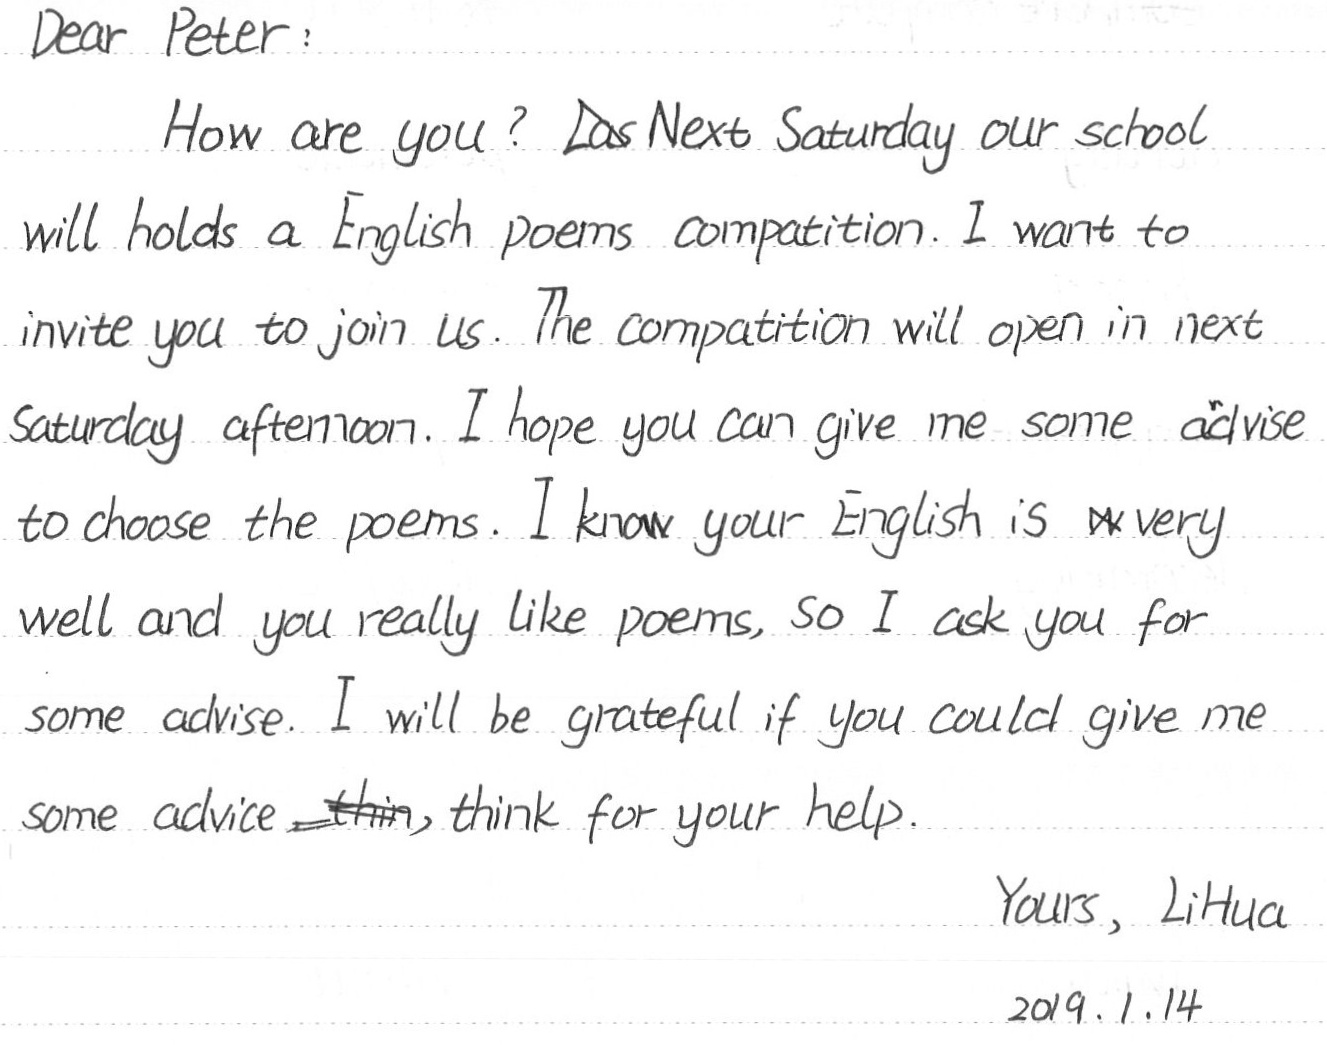 Dear Peter:
How are you? Las Next Saturday our school
will holds a English poems compatition. I want to
invite you to join us. The compatition will open in next
Saturday afternoon. I hope you can give me some advise
to choose the poems. I know your English is very
well and you really like poems, so I ask you for
some advise. I will be grateful if you could give me
some advice thin, think for your help.
Yours, LiHua
2019.1.14